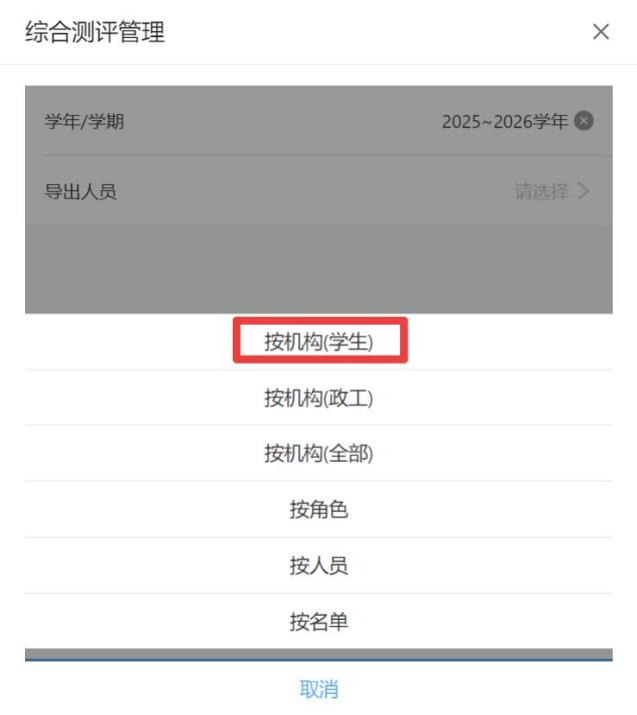 综合测评管理
学年/学期 2025~2026学年
导出人员 请选择
按机构(学生)
按机构(政工)
按机构(全部)
按角色
按人员
按名单
取消